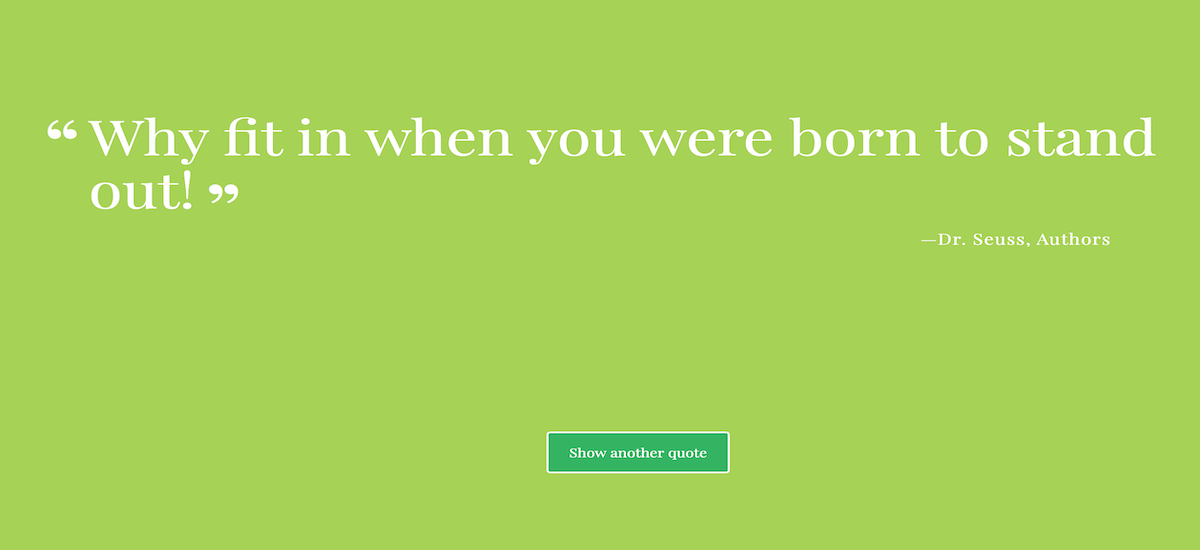 “ Why fit in when you were born to stand
out! ”
—Dr. Seuss, Authors
Show another quote